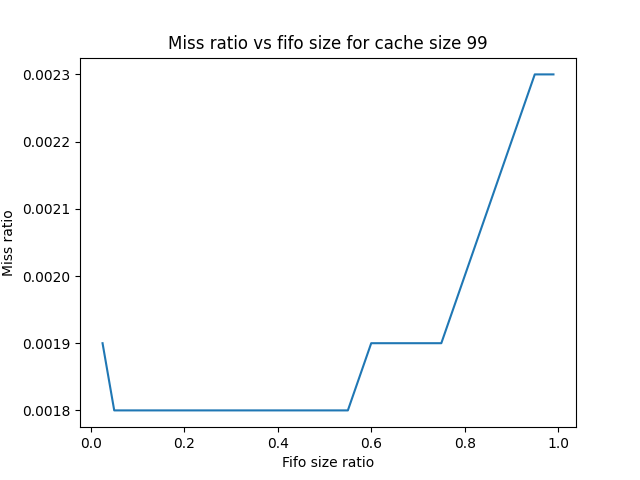 Miss ratio vs fifo size for cache size 99
0.0023
0.0022
0.0021
0.0020
0.0019
0.0018
Miss ratio
0.0 0.2 0.4 0.6 0.8 1.0
Fifo size ratio